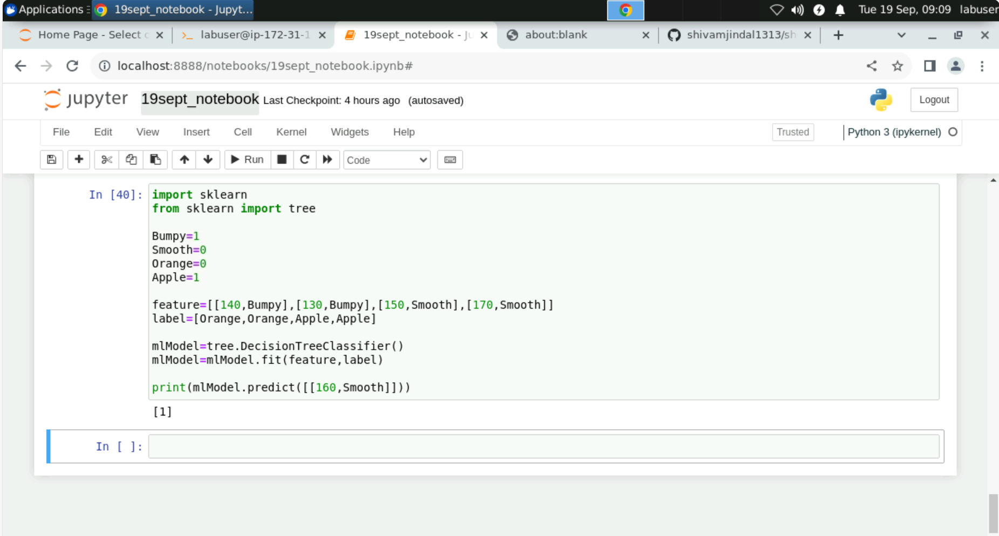 Applications
19sept_notebook - Jupyt...
Tue 19 Sep, 09:09 labuser
Home Page - Select
labuser@ip-172-31-1
19sept_notebook - Ju
about:blank
shivamjindal1313/sh
localhost:8888/notebooks/19sept_notebook.ipynb#
jupyter 19sept_notebook Last Checkpoint: 4 hours ago (autosaved)
Logout
File Edit View Insert Cell Kernel Widgets Help
Trusted
Python 3 (ipykernel)
Run
Code
In [40]:
import sklearn
from sklearn import tree
Bumpy=1
Smooth=0
Orange=0
Apple=1
feature=[[140,Bumpy],[130,Bumpy],[150,Smooth],[170,Smooth]]
label=[Orange,Orange,Apple,Apple]
mlModel=tree.DecisionTreeClassifier()
mlModel=mlModel.fit(feature,label)
print(mlModel.predict([[160,Smooth]]))
[1]
In [ ]: